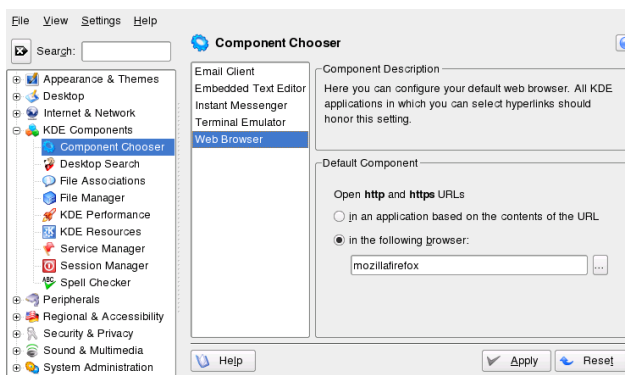 File View Settings Help
Search:
Appearance & Themes
Desktop
Internet & Network
KDE Components
Component Chooser
Desktop Search
File Associations
File Manager
KDE Performance
KDE Resources
Service Manager
Session Manager
ABC
Spell Checker
Peripherals
Regional & Accessibility
Security & Privacy
Sound & Multimedia
System Administration
Component Chooser
Email Client
Embedded Text Editor
Instant Messenger
Terminal Emulator
Web Browser
Component Description
Here you can configure your default web browser. All KDE
applications in which you can select hyperlinks should
honor this setting.
Default Component
Open http and https URLs
in an application based on the contents of the URL
in the following browser:
mozillafirefox
...
Help
Apply
Reset